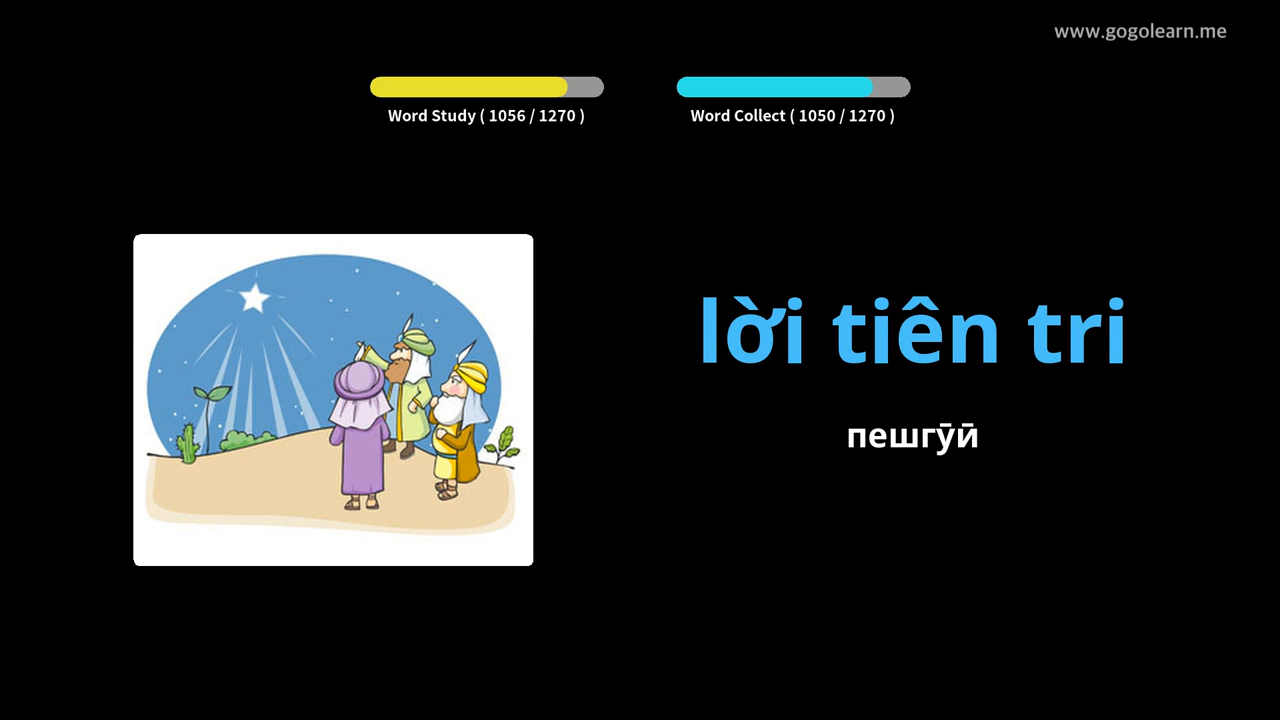 www.gogolearn.me
Word Study ( 1056 / 1270 )
Word Collect ( 1050 / 1270 )
lời tiên tri
пешгӯӣ